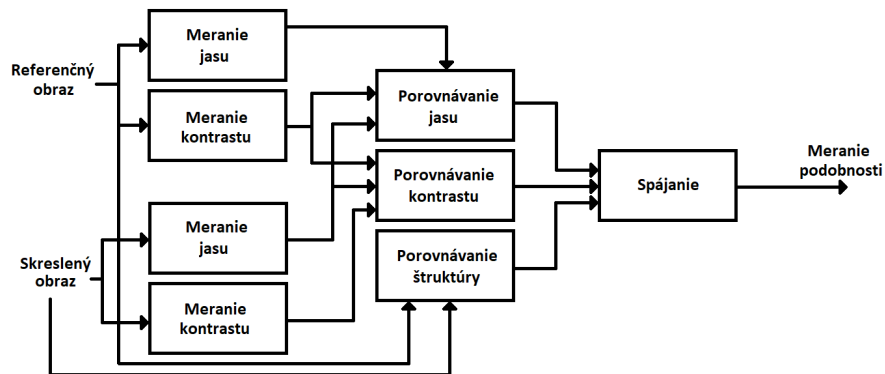 Referenčný
obraz
Skreslený
obraz
Meranie
jasu
Meranie
kontrastu
Meranie
jasu
Meranie
kontrastu
Porovnávanie
jasu
Porovnávanie
kontrastu
Porovnávanie
štruktúry
Spájanie
Meranie
podobnosti